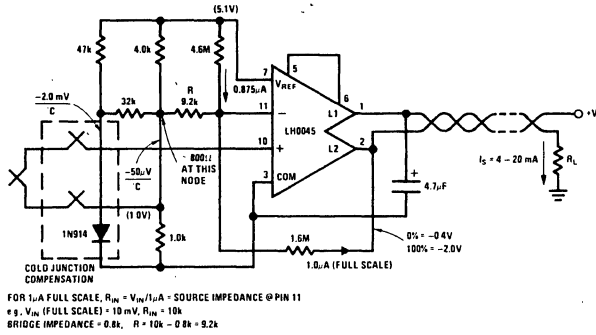 (5.1V)
47k
4.0k
4.6M
0.875µA
7
5
VREF
6
-2.0 mV
°C
32k
R
9.2k
11
−
L1
1
LH0045
+V
800Ω
AT THIS
NODE
10
+
L2
2
IS = 4 – 20 mA
RL
-50µV
°C
3
COM
+
4.7µF
(1.0V)
1N914
1.0k
1.6M
1.0µA (FULL SCALE)
0% = -0.4V
100% = -2.0V
COLD JUNCTION
COMPENSATION
FOR 1µA FULL SCALE, RIN = VIN/1µA = SOURCE IMPEDANCE @ PIN 11
e.g., VIN (FULL SCALE) = 10 mV, RIN = 10k
BRIDGE IMPEDANCE = 0.8k, R = 10k – 0.8k = 9.2k